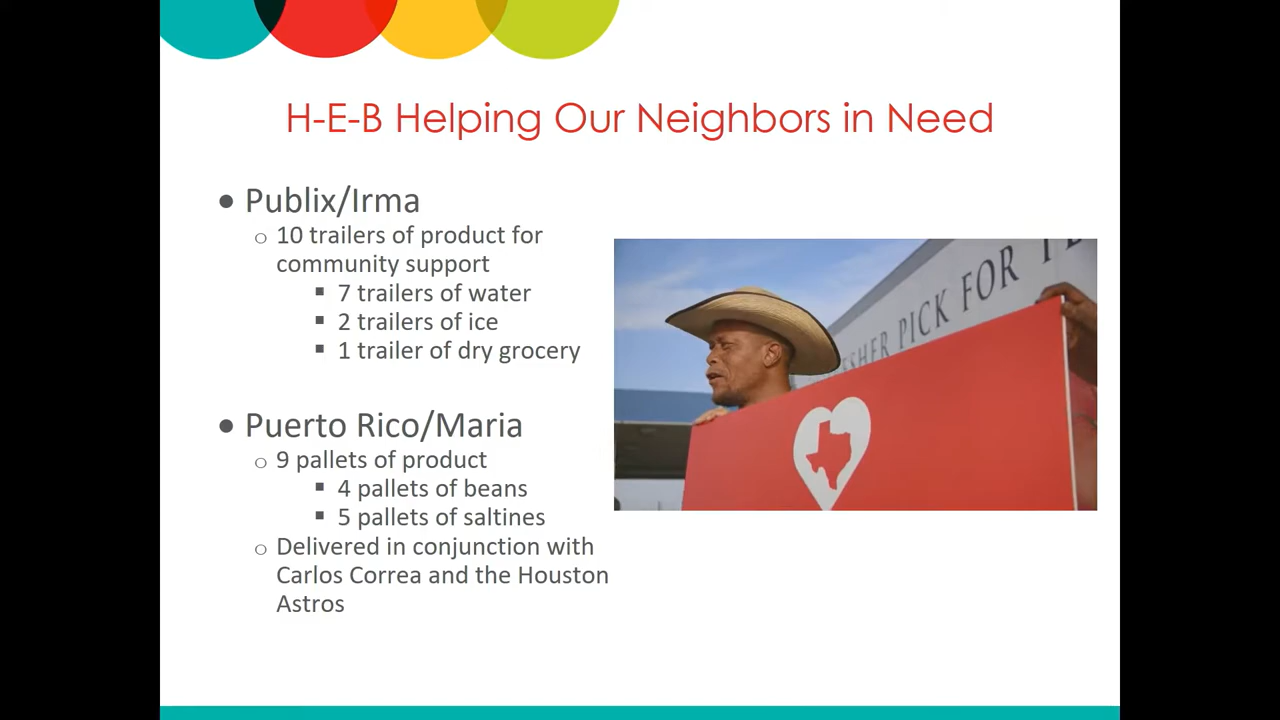 H-E-B Helping Our Neighbors in Need
• Publix/Irma
○ 10 trailers of product for
community support
▪ 7 trailers of water
▪ 2 trailers of ice
▪ 1 trailer of dry grocery
• Puerto Rico/Maria
○ 9 pallets of product
▪ 4 pallets of beans
▪ 5 pallets of saltines
○ Delivered in conjunction with
Carlos Correa and the Houston
Astros
PICK FOR